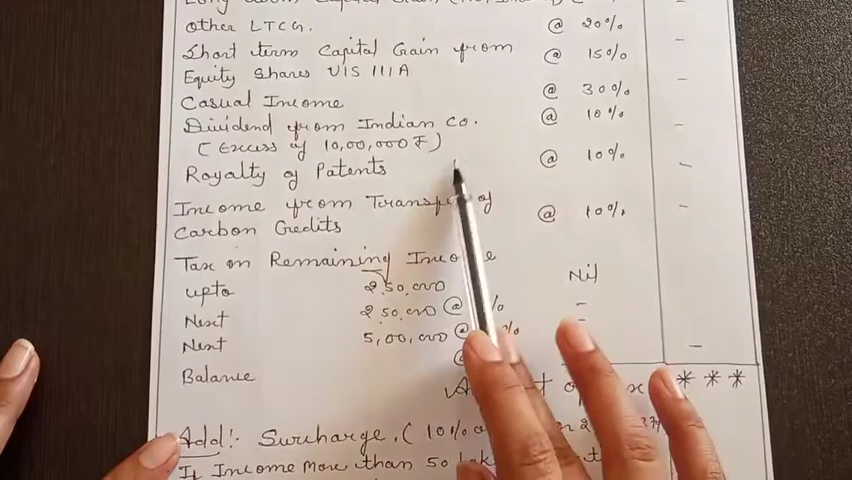 Other LTCG. @ 20%
Short term Capital Gain from @ 15%
Equity Shares U/S 111A
Casual Income @ 30%
Dividend from Indian Co. @ 10%
(Excess of 10,00,000 ₹)
Royalty of Patents @ 10%
Income from Transfer of
Carbon Credits @ 10%
Tax on Remaining Income
upto 2,50,000 Nil
Next 2,50,000 @ %
Next 5,00,000 @ %
Balance
***
Add!- Surcharge. (10%
If Income More than 50